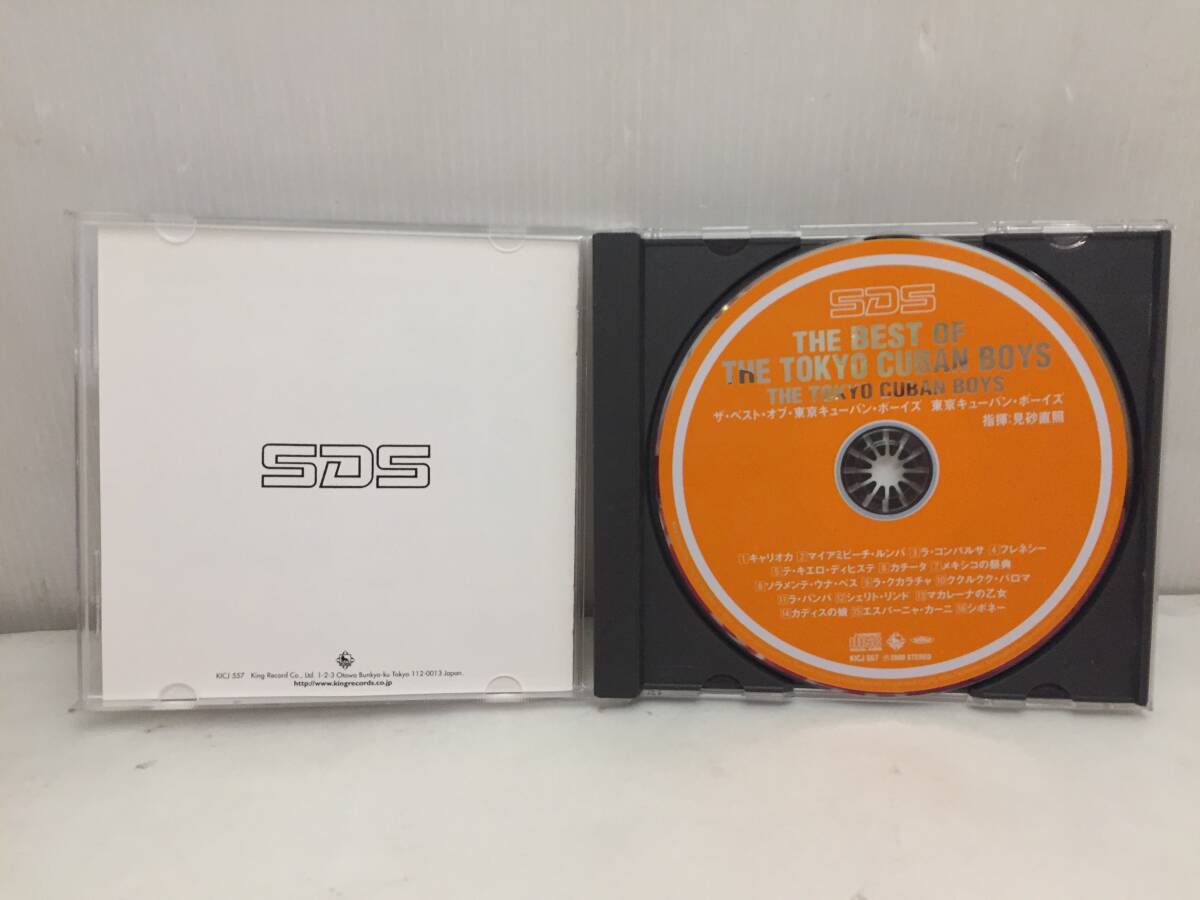 SDS
KICJ 557 King Record Co., Ltd. 1-2-3 Otowa Bunkyo-ku Tokyo 112-0013 Japan.
http://www.kingrecords.co.jp
SDS
THE BEST OF
THE TOKYO CUBAN BOYS
THE TOKYO CUBAN BOYS
ザ・ベスト・オブ・東京キューバン・ボーイズ 東京キューバン・ボーイズ
指揮:見砂直照
1キャリオカ 2マイアミビーチ・ルンバ 3ラ・コンパルサ 4フレネシー
5テ・キエロ・ディヒステ 6カチータ 7メキシコの祭典
8ソラメンテ・ウナ・ベス 9ラ・クカラチャ 10ククルクク・パロマ
11ラ・バンバ 12シェリト・リンド 13マカレーナの乙女
14カディスの娘 15エスパーニャ・カーニ 16シボネー
KICJ 557 STEREO